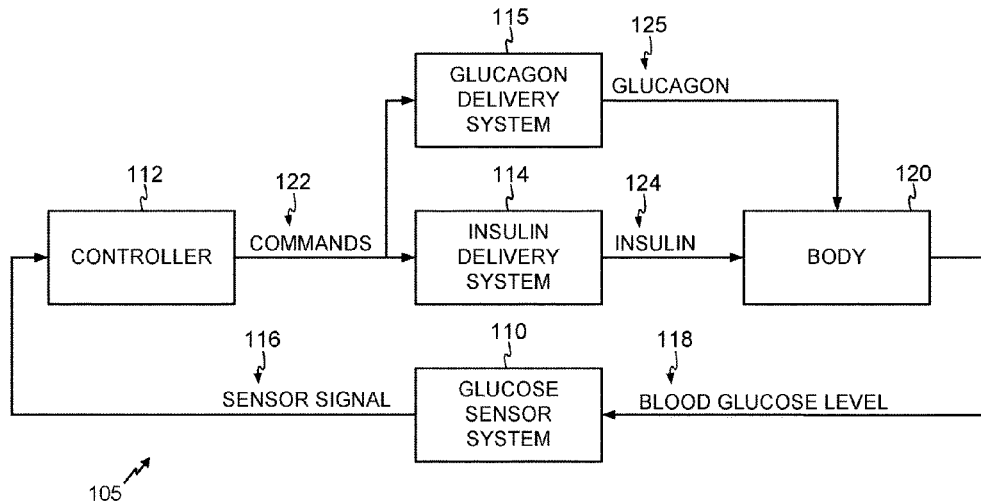 115
125
GLUCAGON
DELIVERY
SYSTEM
GLUCAGON
112
122
114
124
120
CONTROLLER
COMMANDS
INSULIN
DELIVERY
SYSTEM
INSULIN
BODY
116
110
118
SENSOR SIGNAL
GLUCOSE
SENSOR
SYSTEM
BLOOD GLUCOSE LEVEL
105